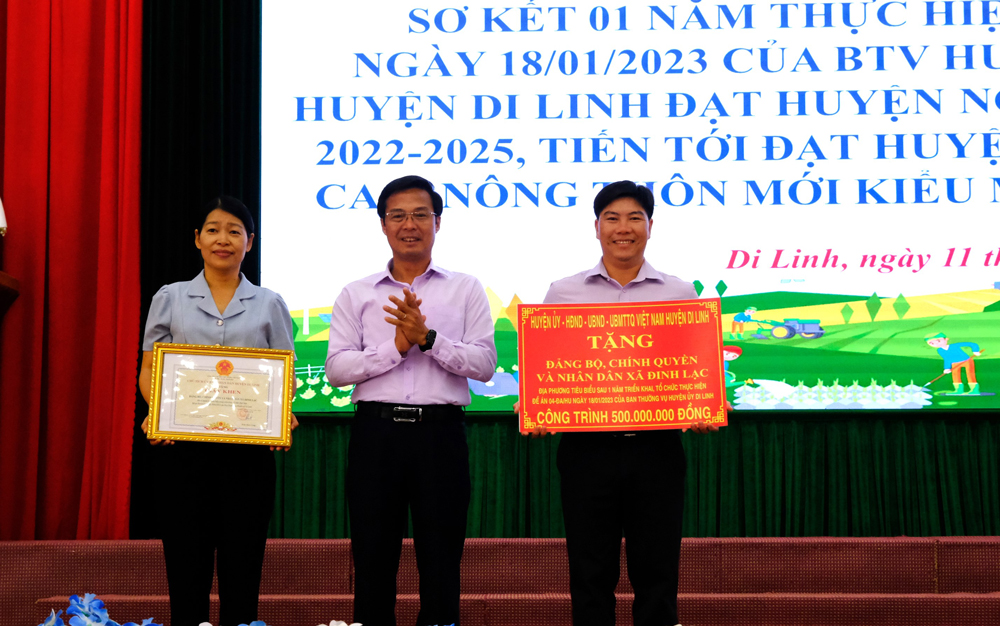 SƠ KẾT 01 NĂM THỰC HIỆ
NGÀY 18/01/2023 CỦA BTV HU
HUYỆN DI LINH ĐẠT HUYỆN NÔ
2022-2025, TIẾN TỚI ĐẠT HUYỆ
CA NÔNG THÔN MỚI KIỂU M
Di Linh, ngày 11 th
HUYỆN ỦY - HĐND - UBND - UBMTTQ VIỆT NAM HUYỆN DI LINH
TẶNG
ĐẢNG BỘ, CHÍNH QUYỀN
VÀ NHÂN DÂN XÃ ĐINH LẠC
ĐỊA PHƯƠNG TIÊU BIỂU SAU 1 NĂM TRIỂN KHAI, TỔ CHỨC THỰC HIỆN
ĐỀ ÁN 04-ĐA/HU NGÀY 18/01/2023 CỦA BAN THƯỜNG VỤ HUYỆN ỦY DI LINH
CÔNG TRÌNH 500.000.000 ĐỒNG